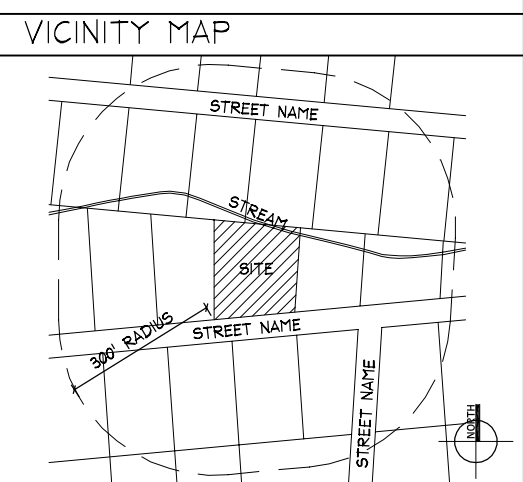 VICINITY MAP
STREET NAME
STREAM
SITE
300' RADIUS
STREET NAME
STREET NAME
NORTH